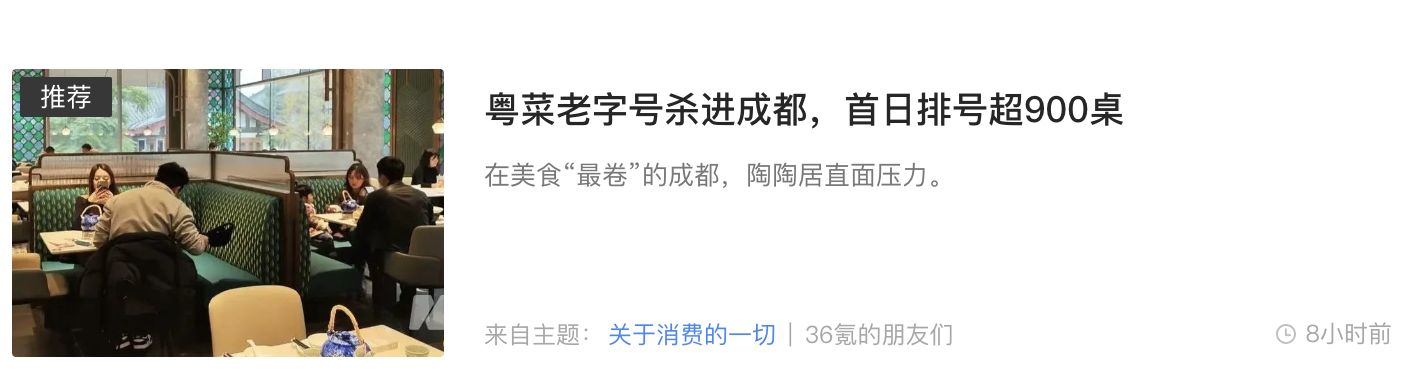 推荐
粤菜老字号杀进成都，首日排号超900桌
在美食“最卷”的成都，陶陶居直面压力。
来自主题： 关于消费的一切 | 36氪的朋友们
8小时前